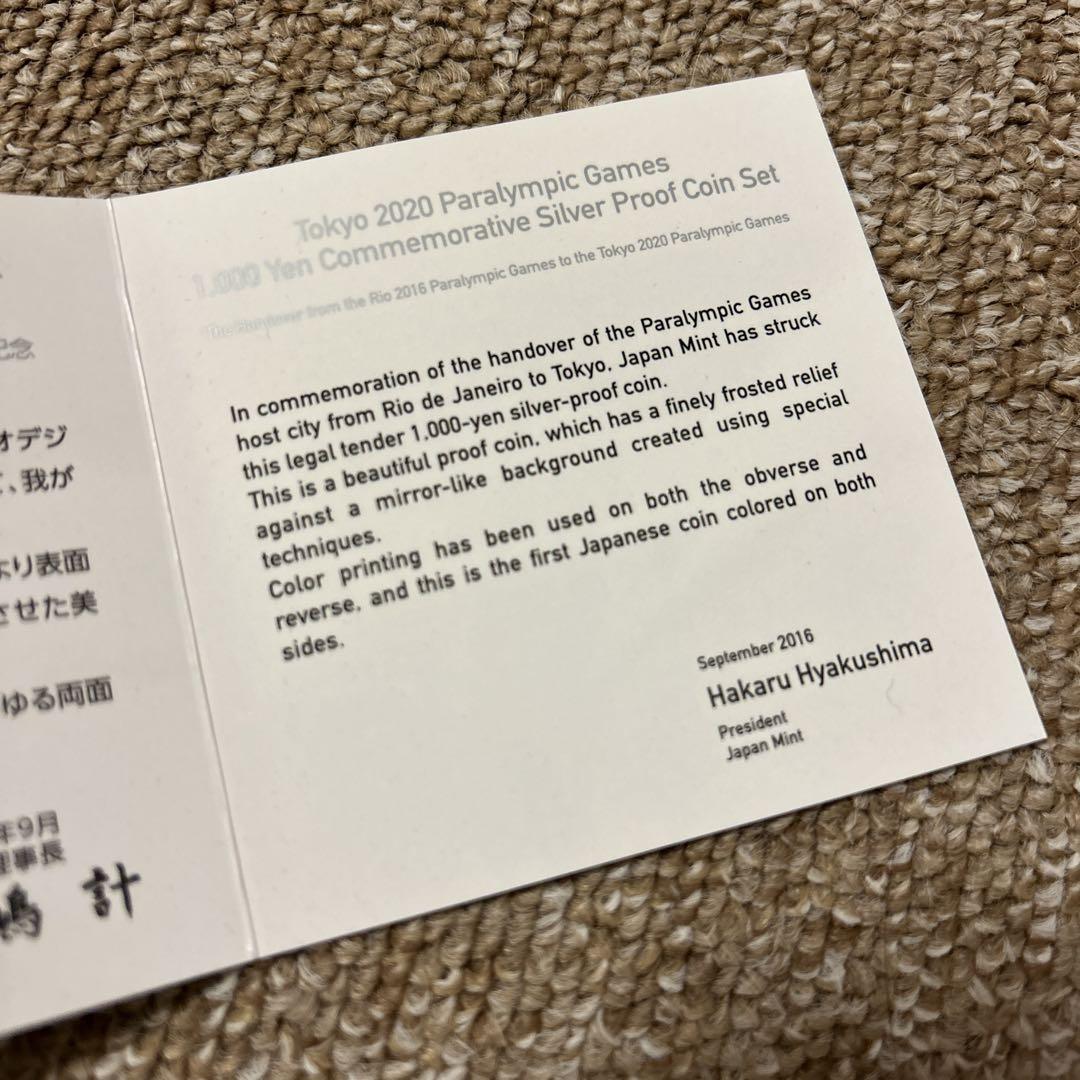 記念
オデジ
、我が
より表面
させた美
ゆる両面
年9月
理事長
嶋 計
Tokyo 2020 Paralympic Games
1,000 Yen Commemorative Silver Proof Coin Set
The Handover from the Rio 2016 Paralympic Games to the Tokyo 2020 Paralympic Games
In commemoration of the handover of the Paralympic Games
host city from Rio de Janeiro to Tokyo, Japan Mint has struck
this legal tender 1,000-yen silver-proof coin.
This is a beautiful proof coin, which has a finely frosted relief
against a mirror-like background created using special
techniques.
Color printing has been used on both the obverse and
reverse, and this is the first Japanese coin colored on both
sides.
September 2016
Hakaru Hyakushima
President
Japan Mint